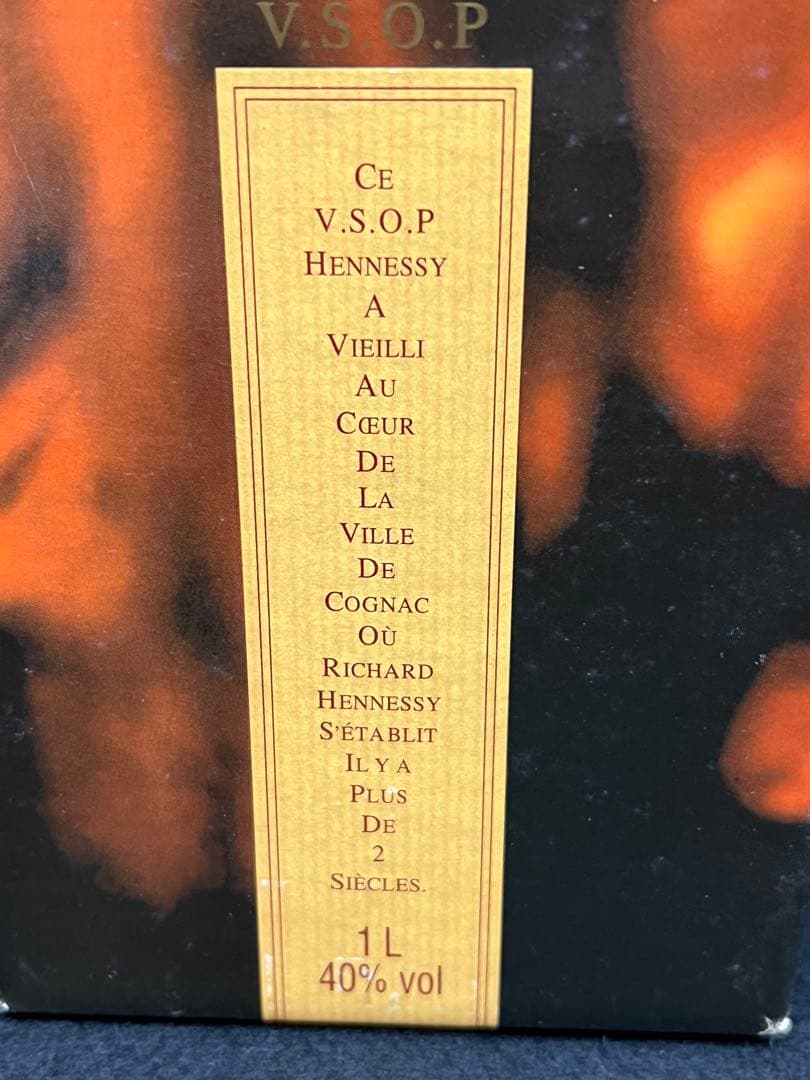 V.S.O.P
CE
V.S.O.P
HENNESSY
A
VIEILLI
AU
CŒUR
DE
LA
VILLE
DE
COGNAC
OÙ
RICHARD
HENNESSY
S'ÉTABLIT
IL Y A
PLUS
DE
2
SIÈCLES.
1 L
40% vol